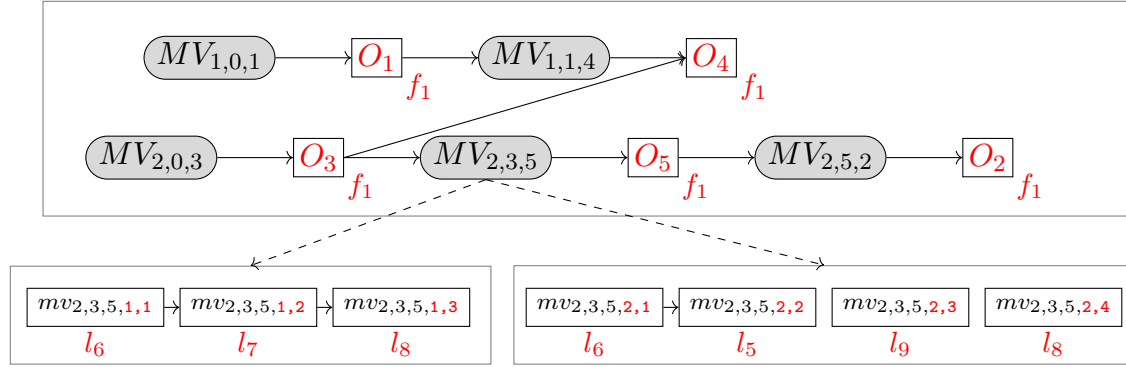 MV1,0,1 O1 MV1,1,4 O4
f1 f1
MV2,0,3 O3 MV2,3,5 O5 MV2,5,2 O2
f1 f1 f1
mv2,3,5,1,1 mv2,3,5,1,2 mv2,3,5,1,3 mv2,3,5,2,1 mv2,3,5,2,2 mv2,3,5,2,3 mv2,3,5,2,4
l6 l7 l8 l6 l5 l9 l8